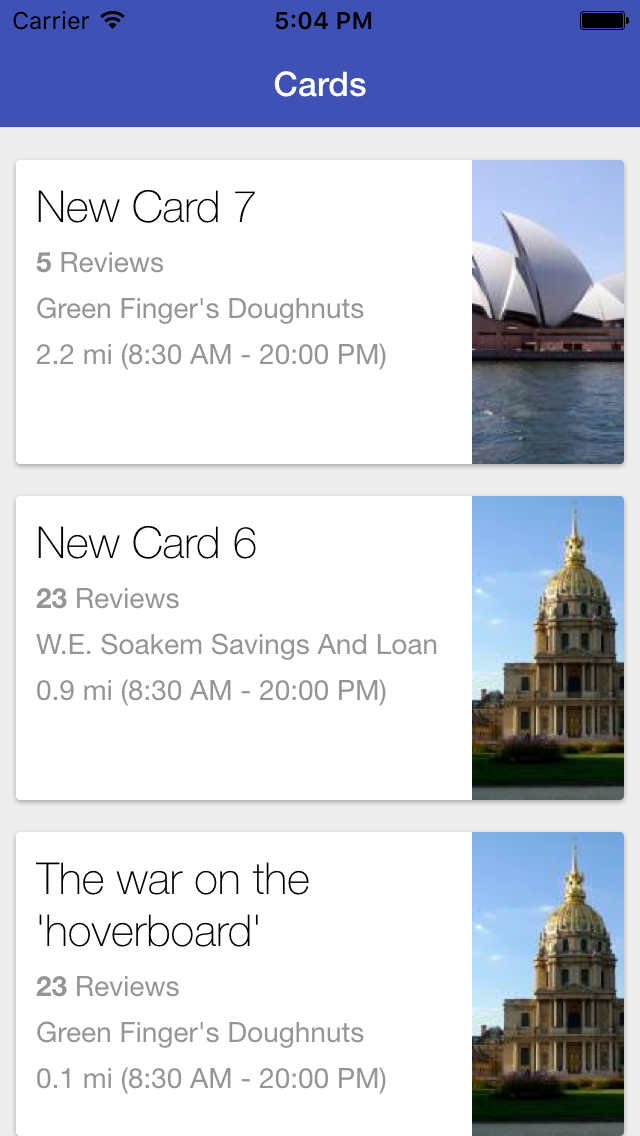 Carrier 5:04 PM
Cards
New Card 7
5 Reviews
Green Finger's Doughnuts
2.2 mi (8:30 AM - 20:00 PM)
New Card 6
23 Reviews
W.E. Soakem Savings And Loan
0.9 mi (8:30 AM - 20:00 PM)
The war on the
'hoverboard'
23 Reviews
Green Finger's Doughnuts
0.1 mi (8:30 AM - 20:00 PM)